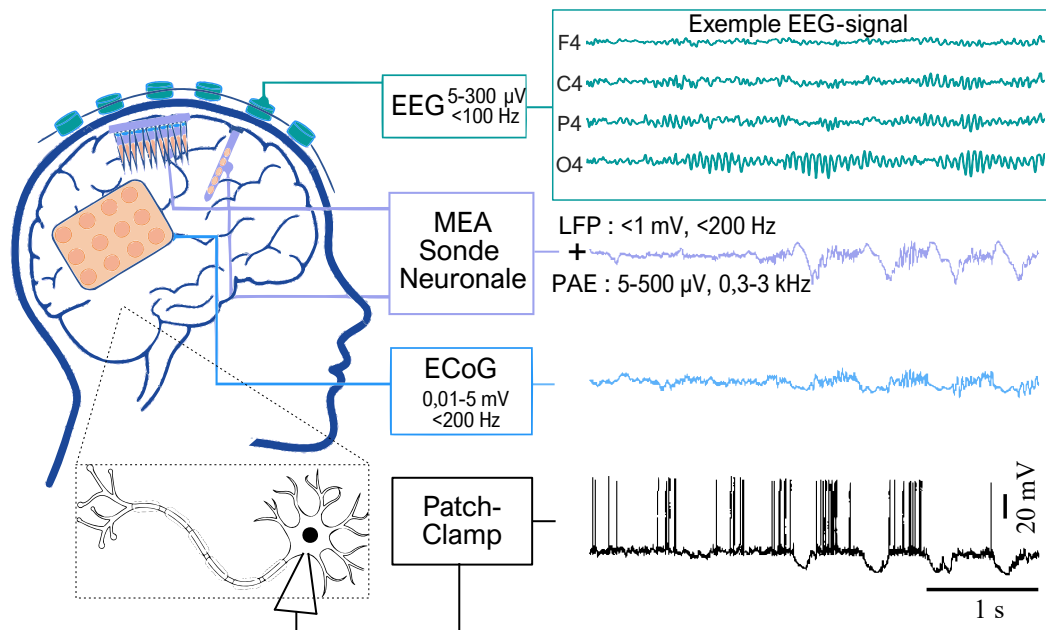 Exemple EEG-signal
F4
C4
P4
O4
EEG
5-300 µV
<100 Hz
MEA
Sonde
Neuronale
LFP : <1 mV, <200 Hz
+
PAE : 5-500 µV, 0,3-3 kHz
ECoG
0,01-5 mV
<200 Hz
Patch-
Clamp
20 mV
1 s